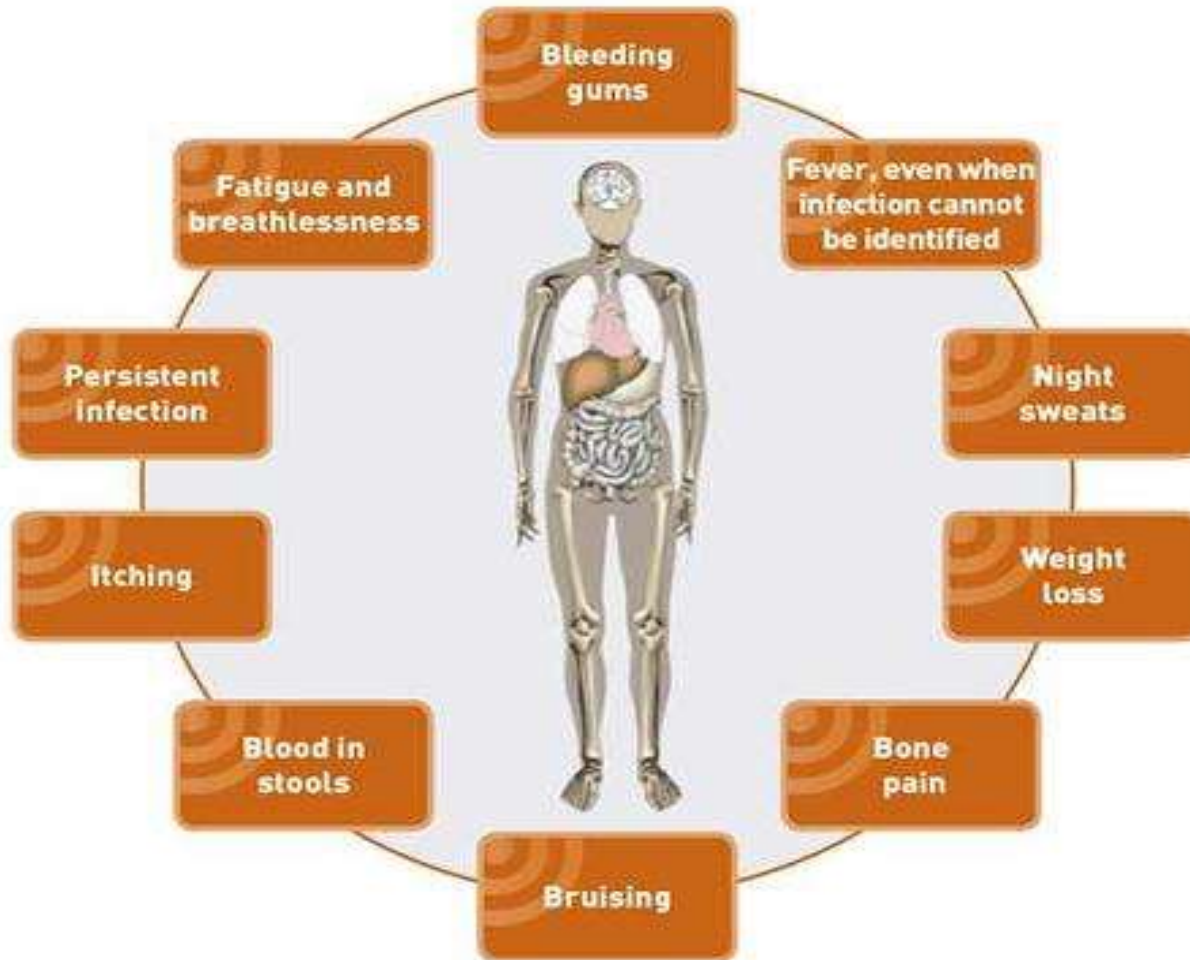 Bleeding
gums
Fever, even when
infection cannot
be identified
Night
sweats
Weight
loss
Bone
pain
Bruising
Blood in
stools
Itching
Persistent
infection
Fatigue and
breathlessness